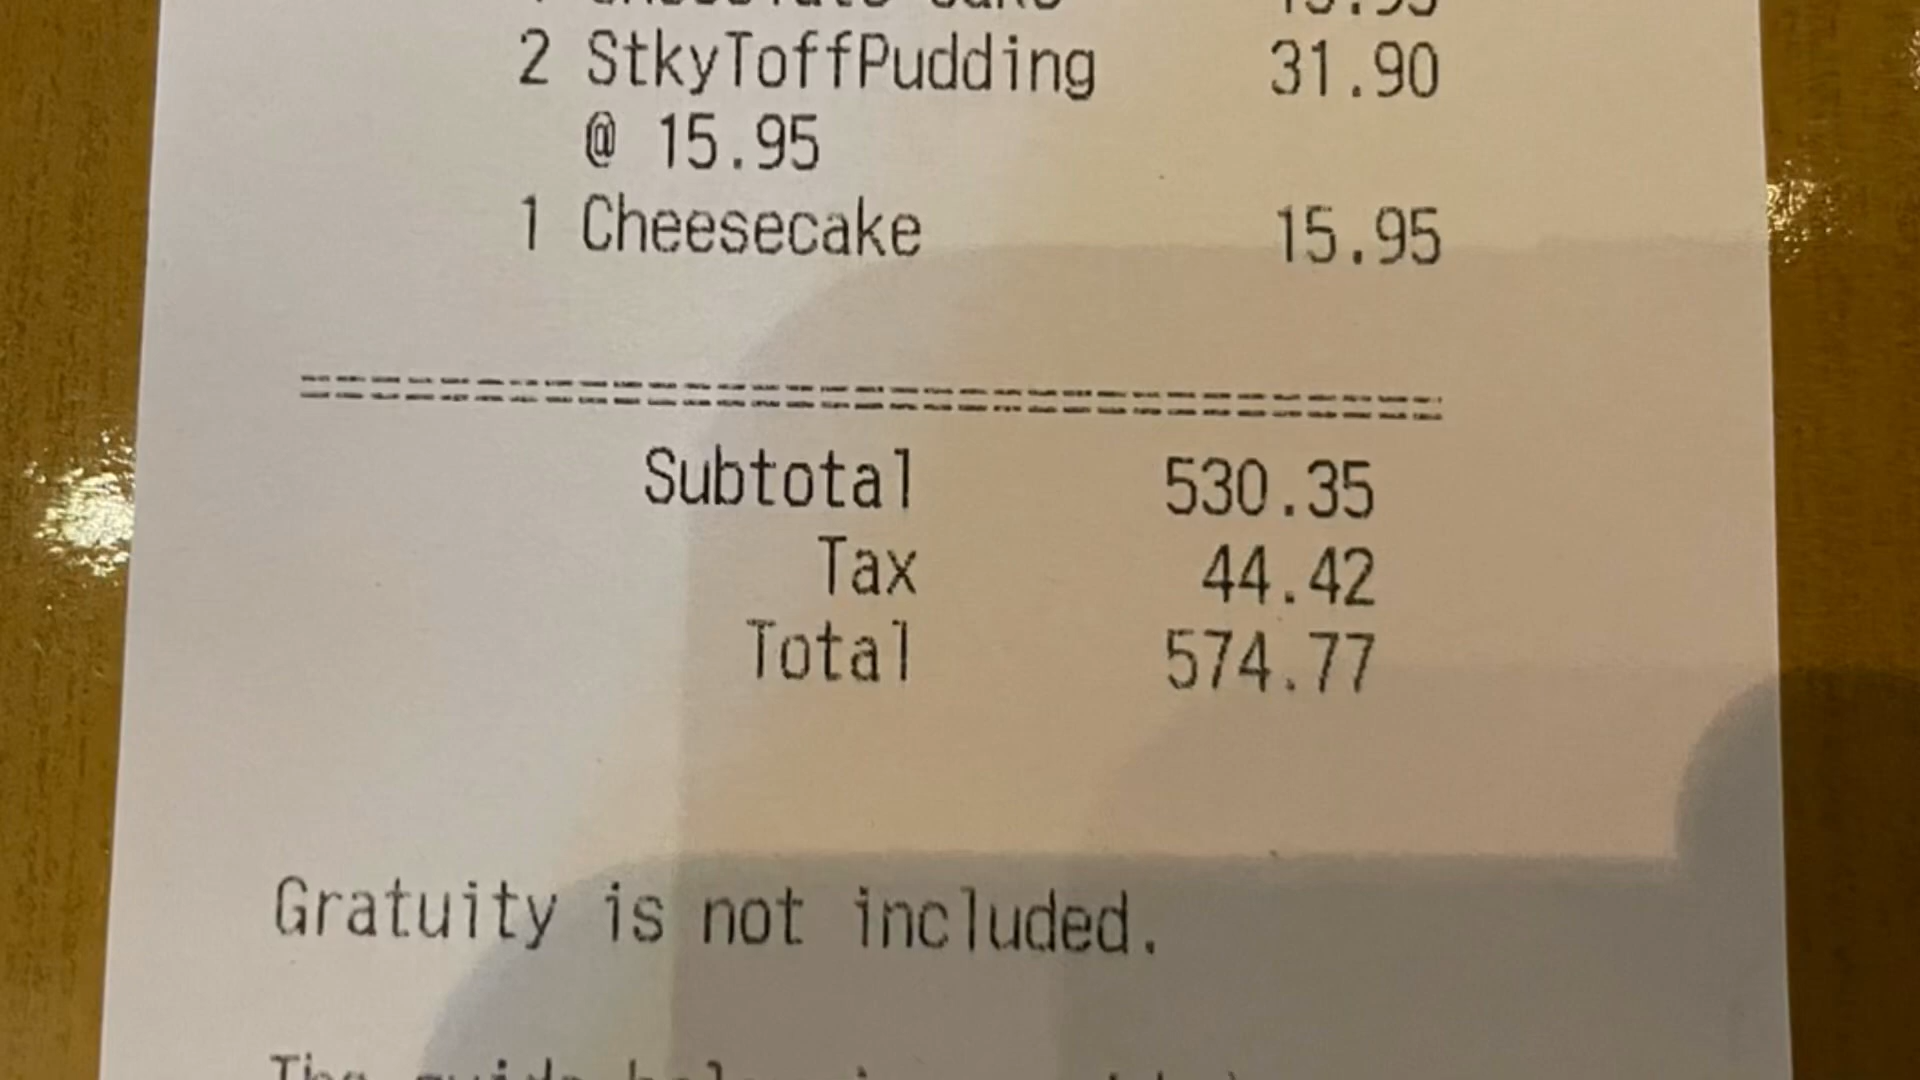 2 StkyToffPudding 31.90
@ 15.95
1 Cheesecake 15.95
Subtotal 530.35
Tax 44.42
Total 574.77
Gratuity is not included.